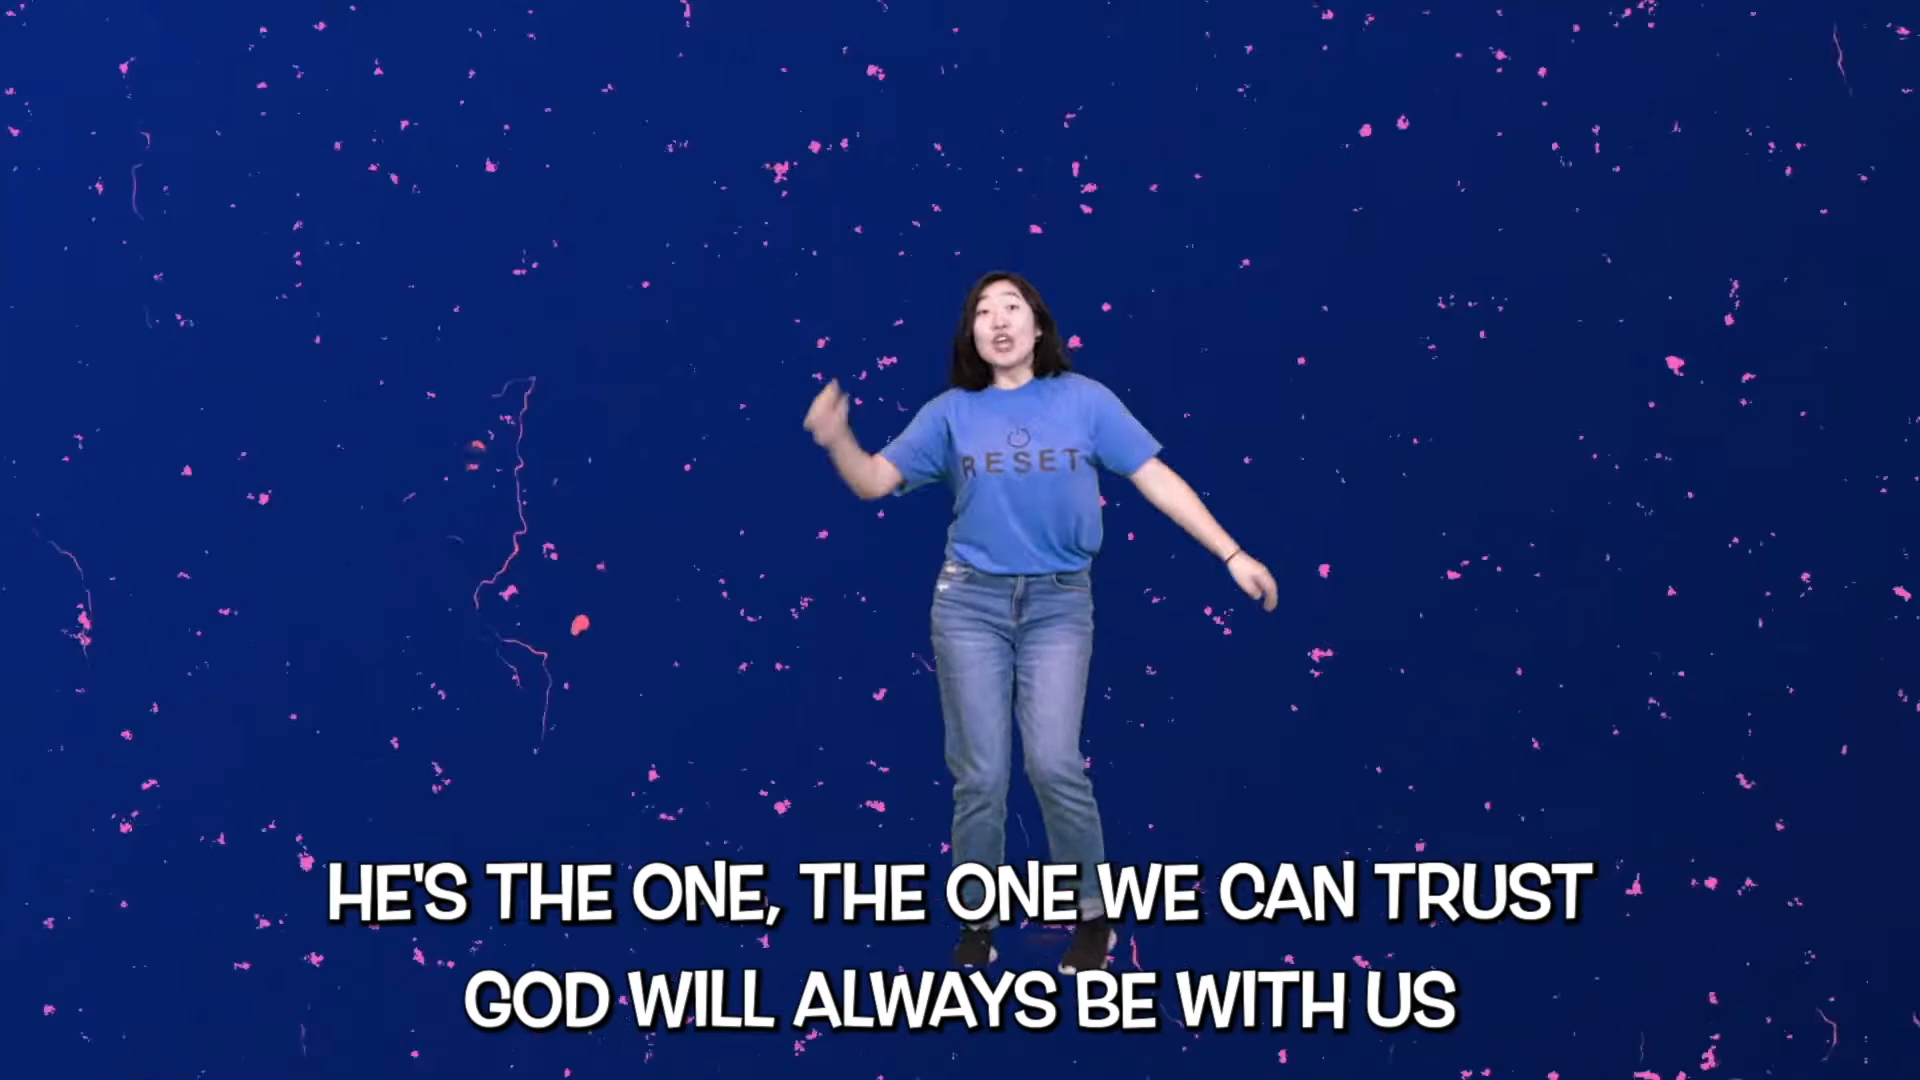 RESET
HE'S THE ONE, THE ONE WE CAN TRUST
GOD WILL ALWAYS BE WITH US